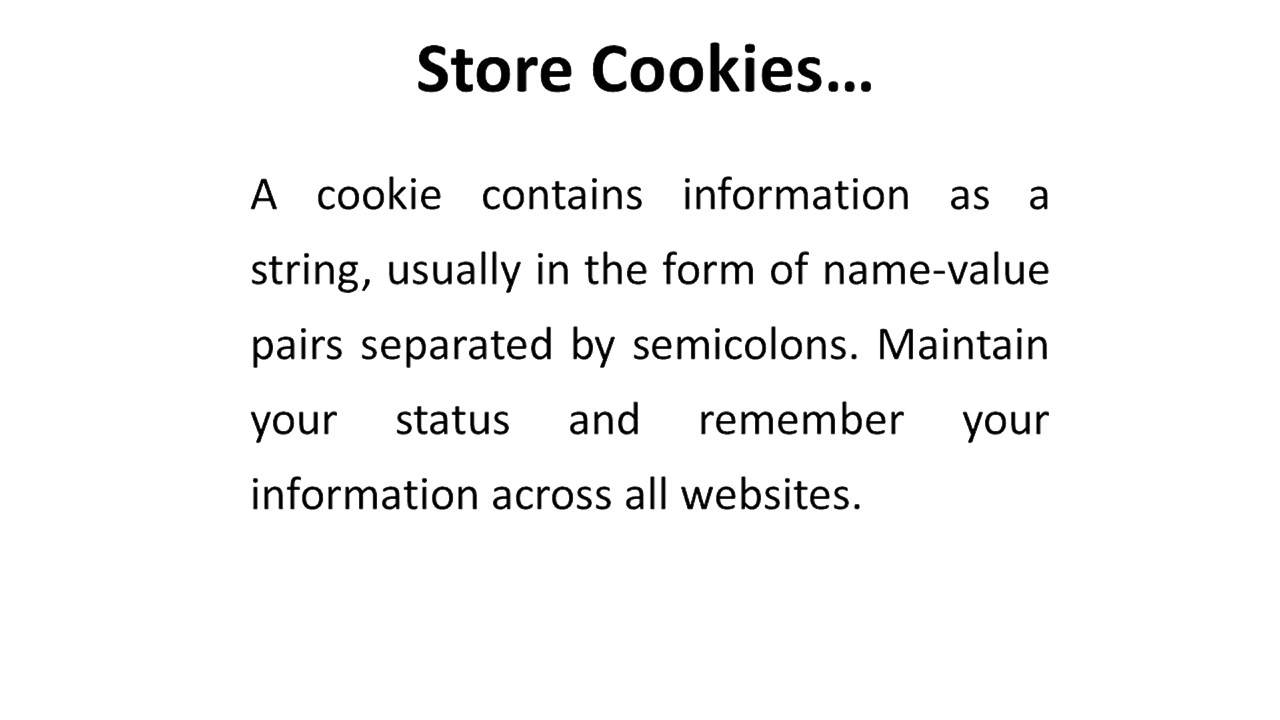 Store Cookies...
A cookie contains information as a
string, usually in the form of name-value
pairs separated by semicolons. Maintain
your status and remember your
information across all websites.